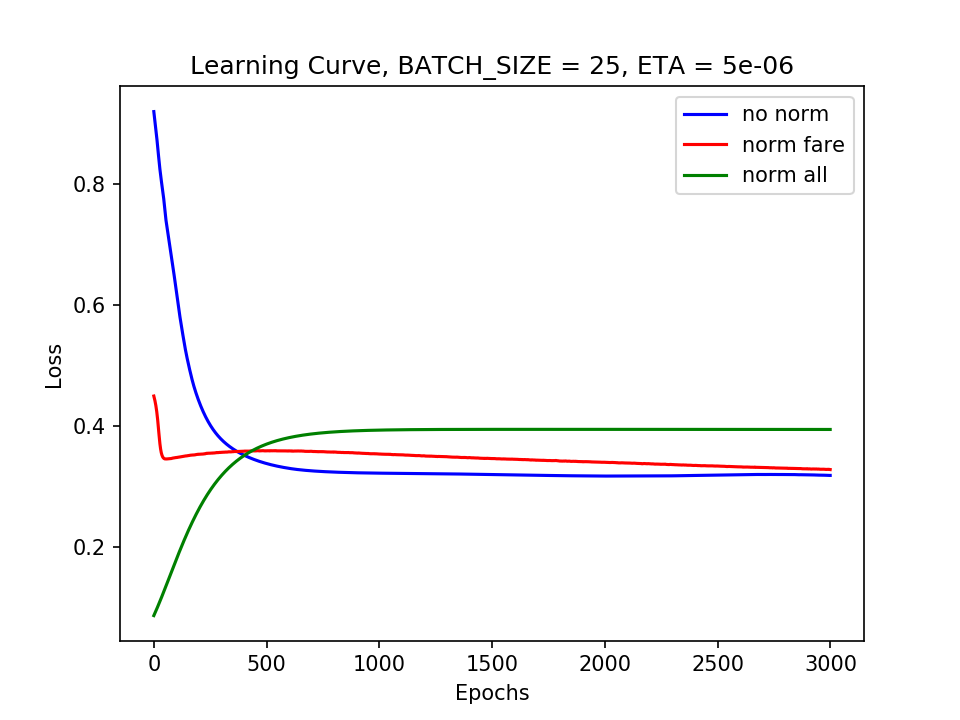 Learning Curve, BATCH_SIZE = 25, ETA = 5e-06
no norm
norm fare
norm all
Loss
0.8
0.6
0.4
0.2
0 500 1000 1500 2000 2500 3000
Epochs